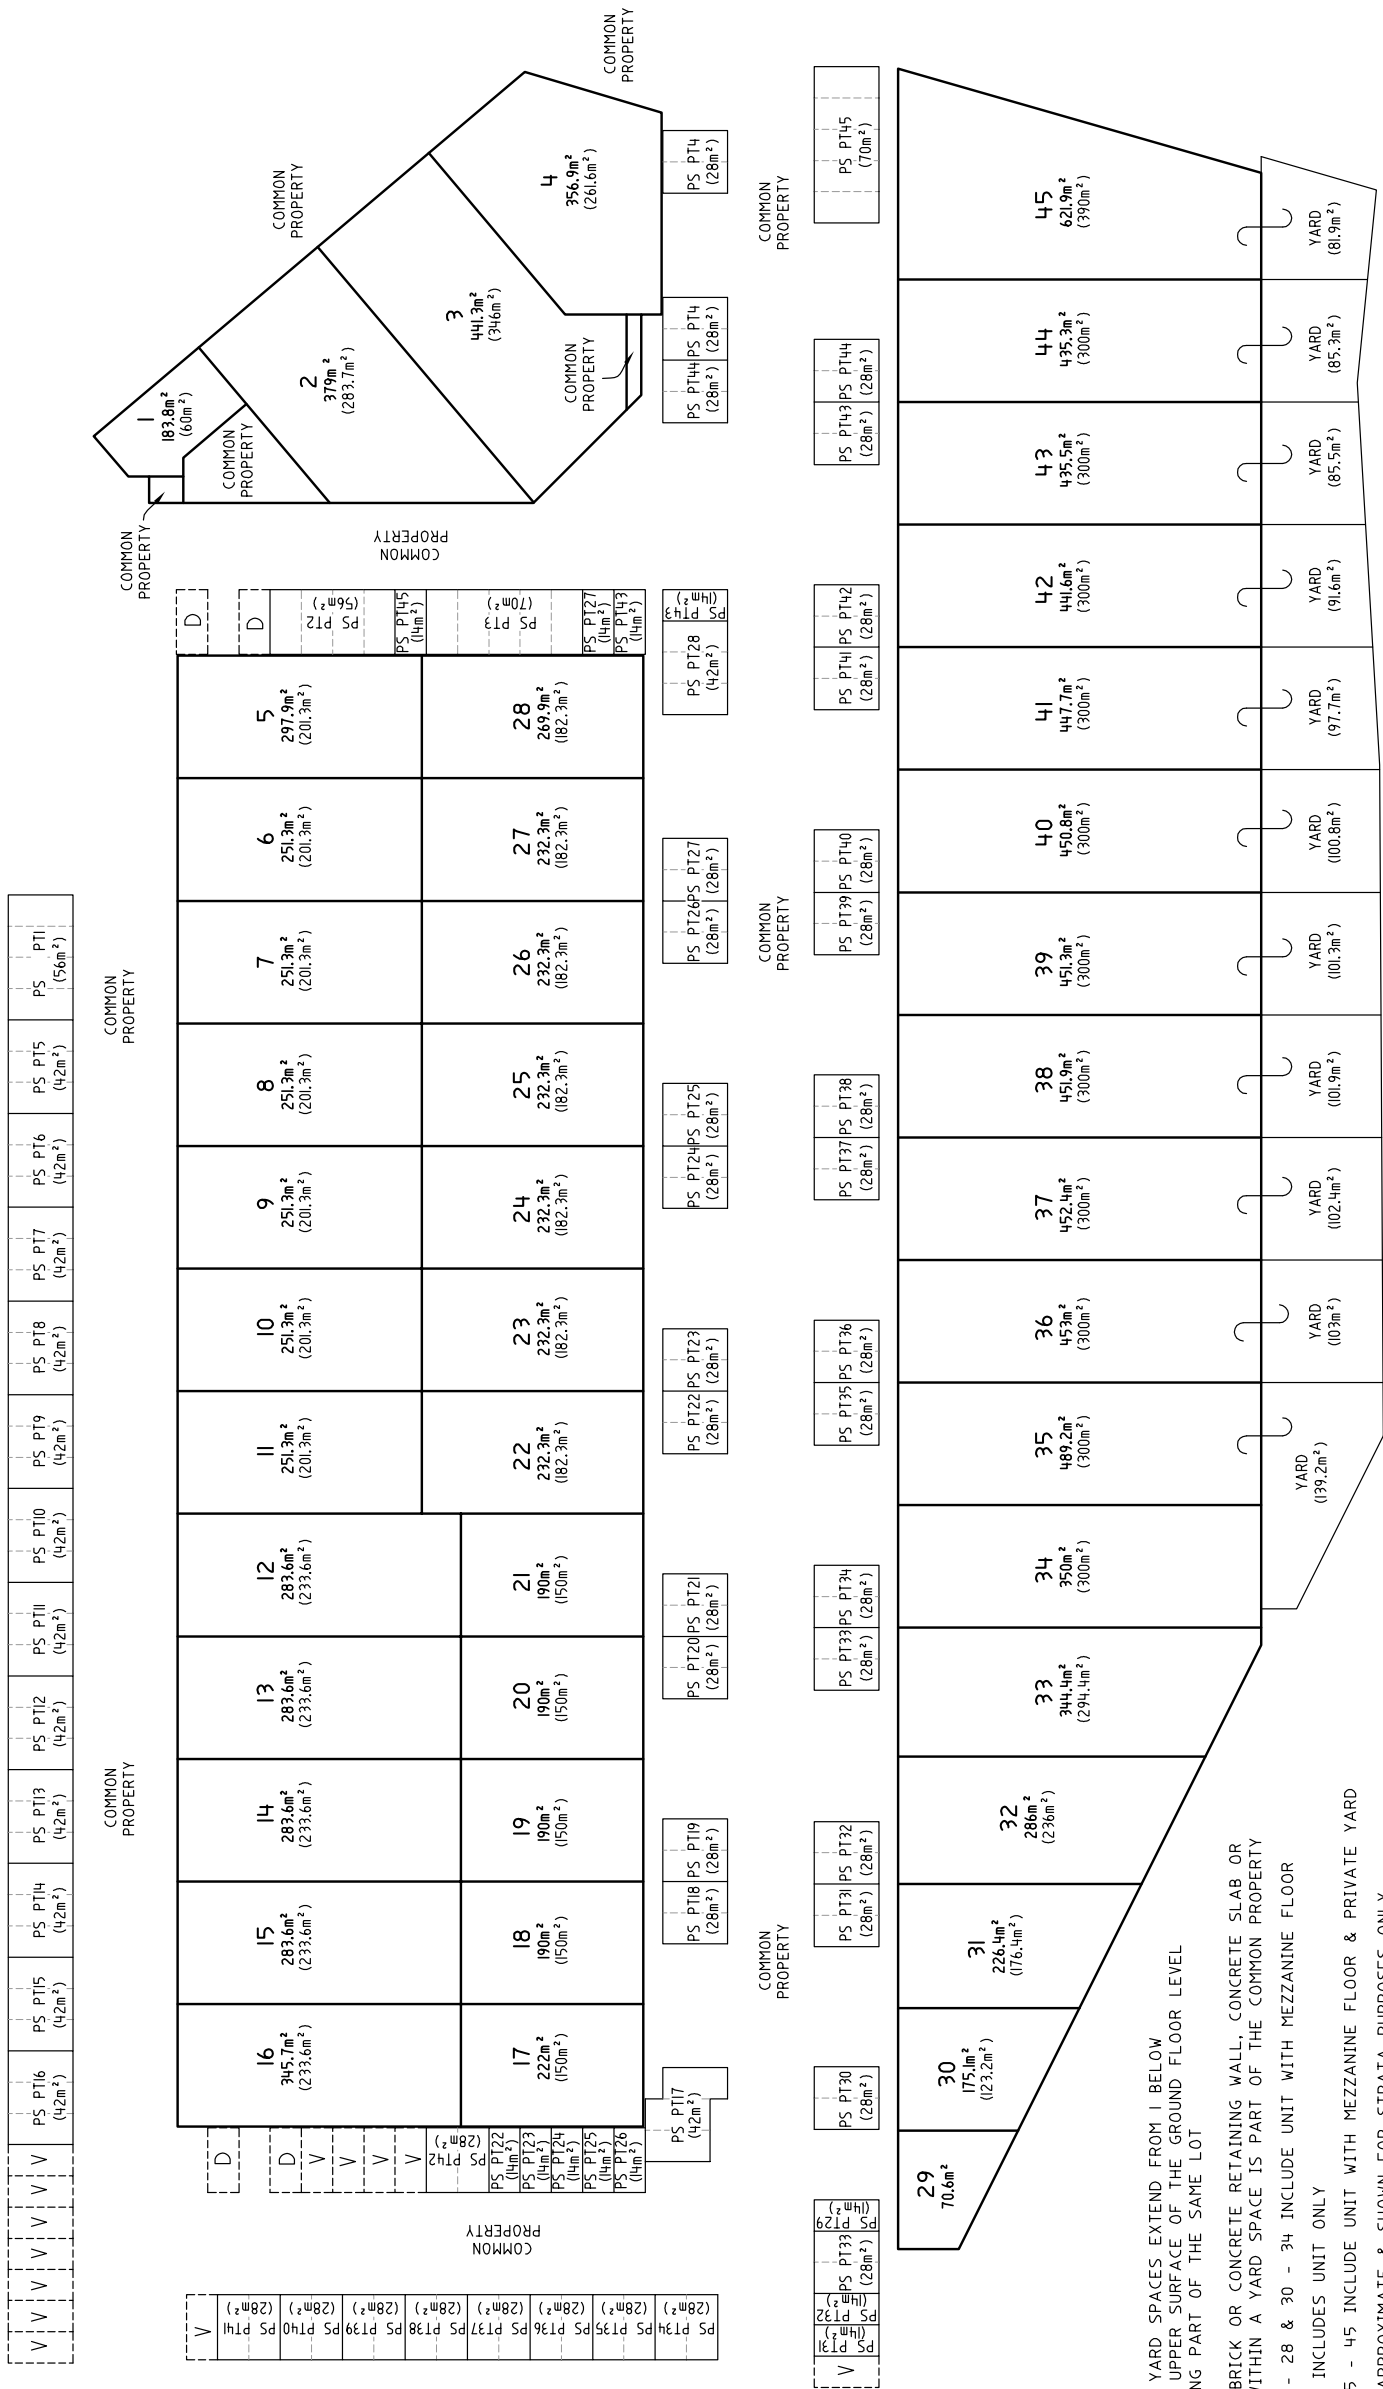 V
V
V
V
V
V
V
PS PT16
(42m²)
PS PT15
(42m²)
PS PT14
(42m²)
PS PT13
(42m²)
PS PT12
(42m²)
PS PT11
(42m²)
PS PT10
(42m²)
PS PT9
(42m²)
PS PT8
(42m²)
PS PT7
(42m²)
PS PT6
(42m²)
PS PT5
(42m²)
PS PT1
(56m²)
COMMON
PROPERTY
COMMON
PROPERTY
COMMON
PROPERTY
1
183.8m²
(60m²)
COMMON
PROPERTY
2
379m²
(283.7m²)
COMMON
PROPERTY
3
441.3m²
(346m²)
4
356.9m²
(261.6m²)
COMMON
PROPERTY
COMMON
PROPERTY
COMMON
PROPERTY
D
D
PS PT2
(56m²)
PS PT45
(14m²)
PS PT3
(70m²)
PS PT27
(14m²)
PS PT43
(14m²)
16
345.7m²
(233.6m²)
15
283.6m²
(233.6m²)
14
283.6m²
(233.6m²)
13
283.6m²
(233.6m²)
12
283.6m²
(233.6m²)
11
251.3m²
(201.3m²)
10
251.3m²
(201.3m²)
9
251.3m²
(201.3m²)
8
251.3m²
(201.3m²)
7
251.3m²
(201.3m²)
6
251.3m²
(201.3m²)
5
297.9m²
(201.3m²)
17
222m²
(150m²)
18
190m²
(150m²)
19
190m²
(150m²)
20
190m²
(150m²)
21
190m²
(150m²)
22
232.3m²
(182.3m²)
23
232.3m²
(182.3m²)
24
232.3m²
(182.3m²)
25
232.3m²
(182.3m²)
26
232.3m²
(182.3m²)
27
232.3m²
(182.3m²)
28
269.9m²
(182.3m²)
D
D
V
V
V
V
PS PT42
(28m²)
PS PT22
(14m²)
PS PT23
(14m²)
PS PT24
(14m²)
PS PT25
(14m²)
PS PT26
(14m²)
COMMON
PROPERTY
V
PS PT41
(28m²)
PS PT40
(28m²)
PS PT39
(28m²)
PS PT38
(28m²)
PS PT37
(28m²)
PS PT36
(28m²)
PS PT35
(28m²)
PS PT34
(28m²)
PS PT17
(42m²)
PS PT18
(28m²)
PS PT19
(28m²)
PS PT20
(28m²)
PS PT21
(28m²)
PS PT22
(28m²)
PS PT23
(28m²)
PS PT24
(28m²)
PS PT25
(28m²)
PS PT26
(28m²)
PS PT27
(28m²)
PS PT28
(42m²)
PS PT43
(14m²)
PS PT44
(28m²)
PS PT4
(28m²)
PS PT4
(28m²)
COMMON
PROPERTY
COMMON
PROPERTY
COMMON
PROPERTY
V
PS PT31
(14m²)
PS PT32
(14m²)
PS PT33
(28m²)
PS PT29
(14m²)
PS PT30
(28m²)
PS PT31
(28m²)
PS PT32
(28m²)
PS PT33
(28m²)
PS PT34
(28m²)
PS PT35
(28m²)
PS PT36
(28m²)
PS PT37
(28m²)
PS PT38
(28m²)
PS PT39
(28m²)
PS PT40
(28m²)
PS PT41
(28m²)
PS PT42
(28m²)
PS PT43
(28m²)
PS PT44
(28m²)
PS PT45
(70m²)
29
70.6m²
30
175.1m²
(123.2m²)
31
226.4m²
(176.4m²)
32
286m²
(236m²)
33
344.4m²
(294.4m²)
34
350m²
(300m²)
35
489.2m²
(300m²)
36
453m²
(300m²)
37
452.4m²
(300m²)
38
451.9m²
(300m²)
39
451.3m²
(300m²)
40
450.8m²
(300m²)
41
447.7m²
(300m²)
42
441.6m²
(300m²)
43
435.5m²
(300m²)
44
435.3m²
(300m²)
45
621.9m²
(390m²)
YARD
(139.2m²)
YARD
(103m²)
YARD
(102.4m²)
YARD
(101.9m²)
YARD
(101.3m²)
YARD
(100.8m²)
YARD
(97.7m²)
YARD
(91.6m²)
YARD
(85.5m²)
YARD
(85.3m²)
YARD
(81.9m²)
YARD SPACES EXTEND FROM 1 BELOW
UPPER SURFACE OF THE GROUND FLOOR LEVEL
NG PART OF THE SAME LOT
BRICK OR CONCRETE RETAINING WALL, CONCRETE SLAB OR
ITHIN A YARD SPACE IS PART OF THE COMMON PROPERTY
- 28 & 30 - 34 INCLUDE UNIT WITH MEZZANINE FLOOR
INCLUDES UNIT ONLY
5 - 45 INCLUDE UNIT WITH MEZZANINE FLOOR & PRIVATE YARD
APPROXIMATE & SHOWN FOR STRATA PURPOSES ONLY